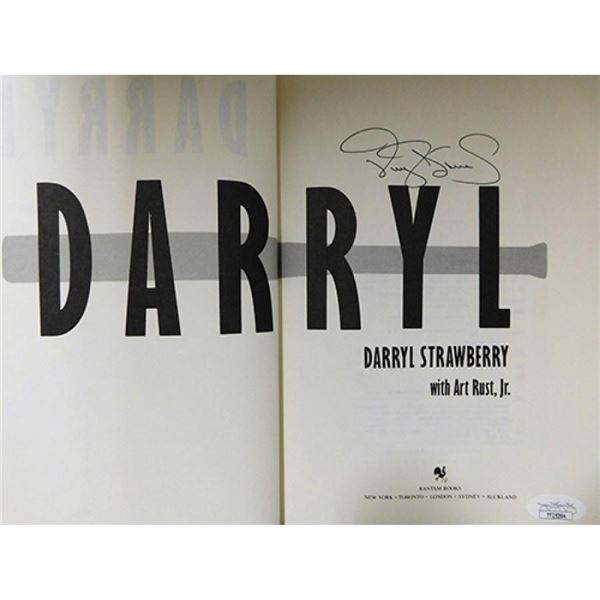 DARRYL
DARRYL STRAWBERRY
with Art Rust, Jr.
BANTAM BOOKS
NEW YORK • TORONTO • LONDON • SYDNEY • AUCKLAND